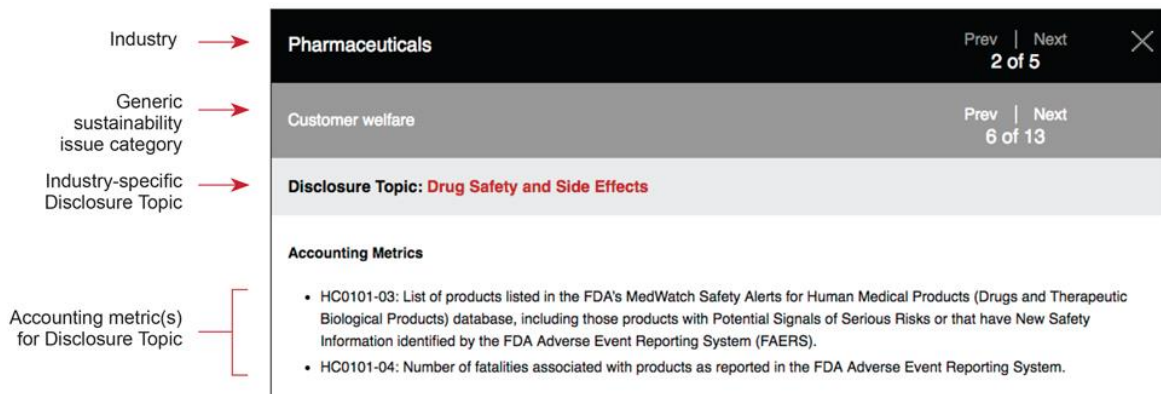 Industry
Pharmaceuticals
Prev | Next
2 of 5
Generic
sustainability
issue category
Customer welfare
Prev | Next
6 of 13
Industry-specific
Disclosure Topic
Disclosure Topic: Drug Safety and Side Effects
Accounting Metrics
Accounting metric(s)
for Disclosure Topic
• HC0101-03: List of products listed in the FDA's MedWatch Safety Alerts for Human Medical Products (Drugs and Therapeutic
Biological Products) database, including those products with Potential Signals of Serious Risks or that have New Safety
Information identified by the FDA Adverse Event Reporting System (FAERS).
• HC0101-04: Number of fatalities associated with products as reported in the FDA Adverse Event Reporting System.